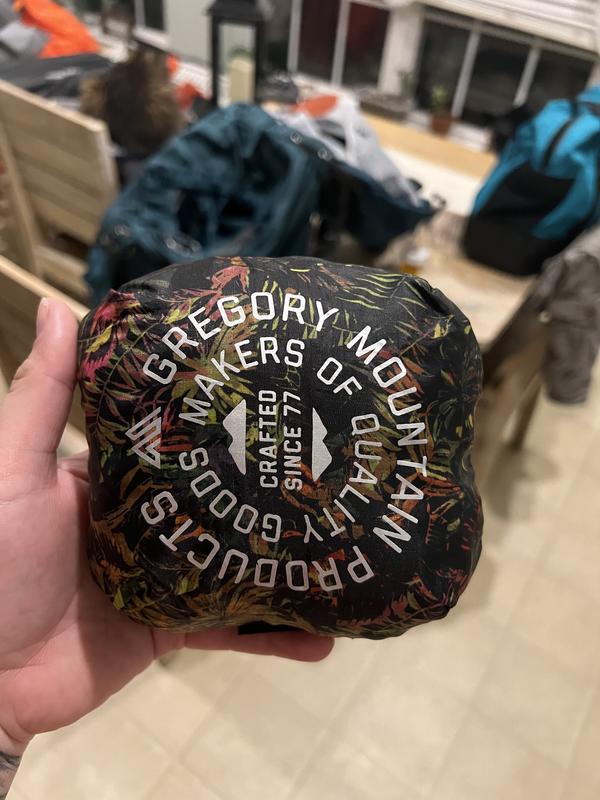 GREGORY MOUNTAIN PRODUCTS
MAKERS OF QUALITY GOODS
CRAFTED
SINCE 77